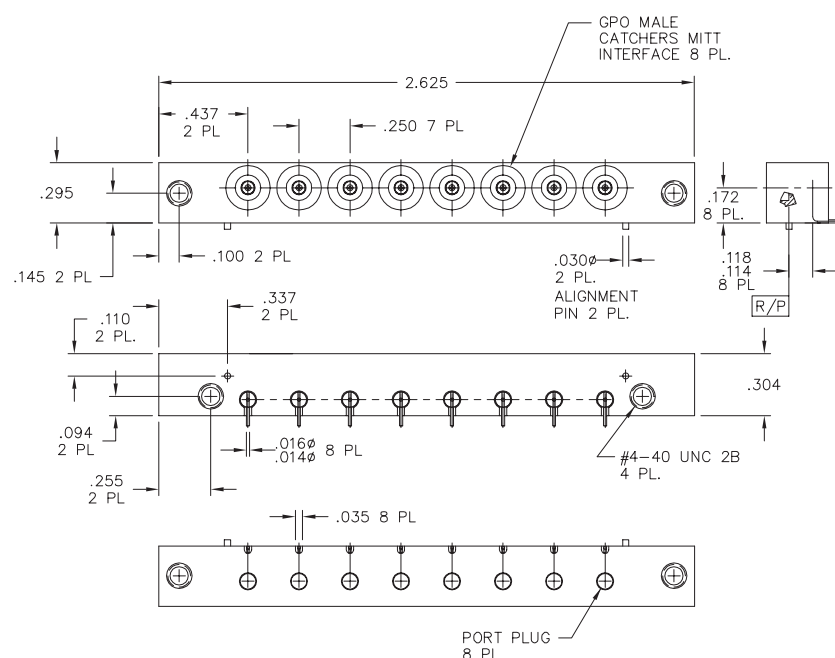 GPO MALE
CATCHERS MITT
INTERFACE 8 PL.
2.625
.437
2 PL
.250 7 PL
.295
.172
8 PL.
.145 2 PL
.100 2 PL
.030ø
2 PL.
ALIGNMENT
PIN 2 PL.
.118
.114
8 PL
R/P
.110
2 PL.
.337
2 PL
.304
.094
2 PL
.016ø
.014ø 8 PL
#4-40 UNC 2B
4 PL.
.255
2 PL
.035 8 PL
PORT PLUG
8 PL